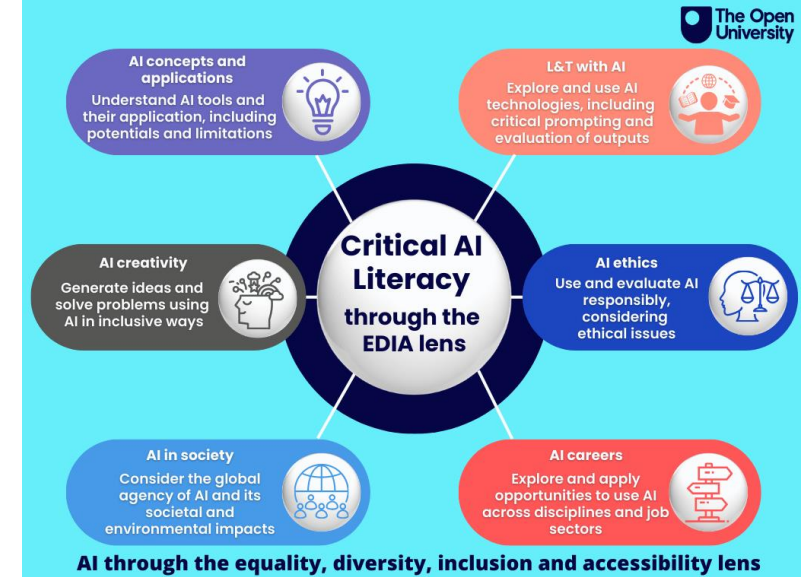 The Open
University
AI concepts and
applications
Understand AI tools and
their application, including
potentials and limitations
L&T with AI
Explore and use AI
technologies, including
critical prompting and
evaluation of outputs
Critical AI
Literacy
through the
EDIA lens
AI creativity
Generate ideas and
solve problems using
AI in inclusive ways
AI ethics
Use and evaluate AI
responsibly,
considering
ethical issues
AI in society
Consider the global
agency of AI and its
societal and
environmental impacts
AI careers
Explore and apply
opportunities to use AI
across disciplines and job
sectors
AI through the equality, diversity, inclusion and accessibility lens